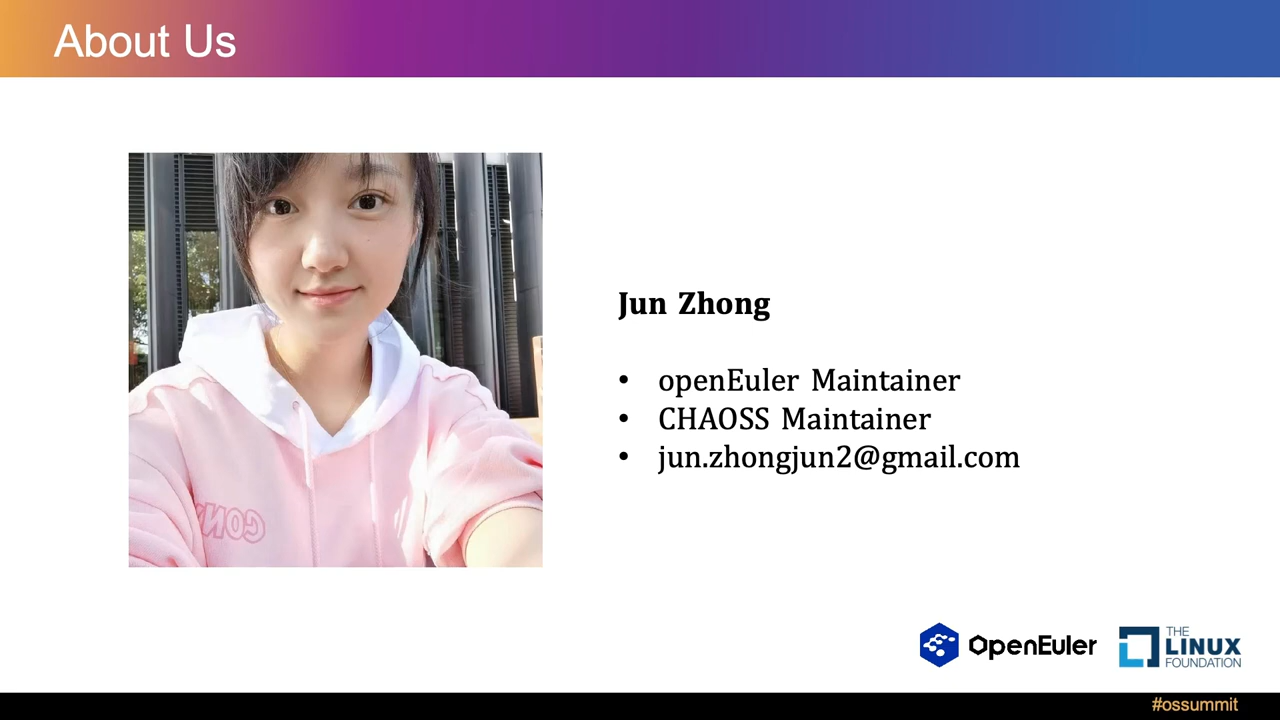 About Us
Jun Zhong
• openEuler Maintainer
• CHAOSS Maintainer
• jun.zhongjun2@gmail.com
OpenEuler
THE
LINUX
FOUNDATION
#ossummit